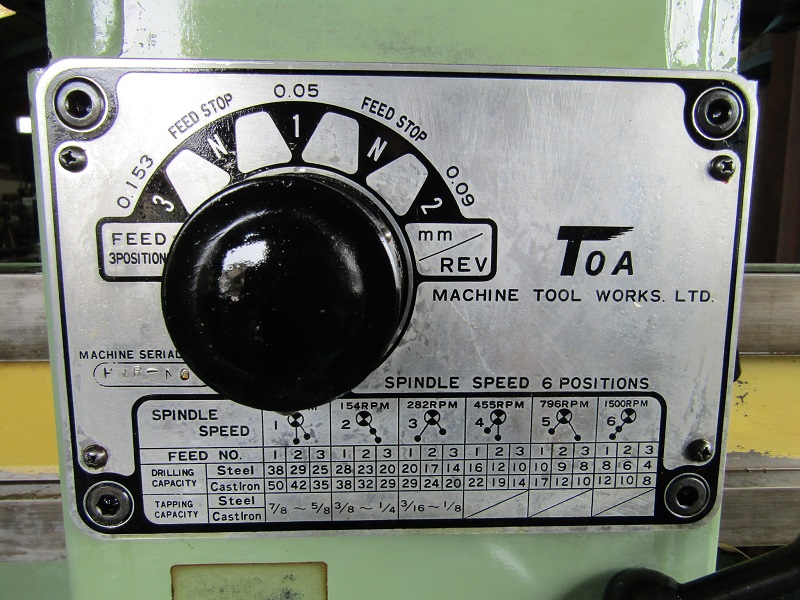 0.153 FEED STOP 0.05 FEED STOP 0.09
3 N 1 N 2
FEED
3 POSITION
mm/REV
TOA
MACHINE TOOL WORKS. LTD.
MACHINE SERIAL
SPINDLE SPEED 6 POSITIONS
SPINDLE SPEED 1 154RPM 2 282RPM 3 455RPM 4 796RPM 5 1500RPM 6
FEED NO. 1 2 3 1 2 3 1 2 3 1 2 3 1 2 3 1 2 3
DRILLING CAPACITY Steel 38 29 25 28 23 20 20 17 14 16 12 10 10 9 8 8 6 4
CastIron 50 42 35 38 32 29 29 24 20 22 19 14 17 12 10 12 10 8
TAPPING CAPACITY Steel CastIron 7/8 ~ 5/8 3/8 ~ 1/4 3/16 ~ 1/8